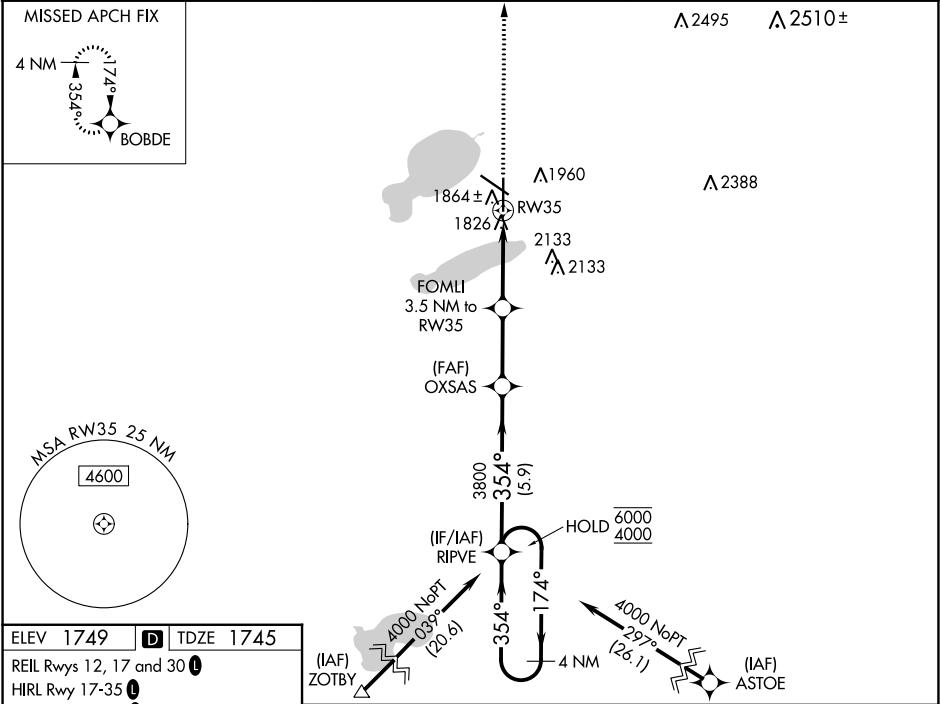 MISSED APCH FIX
4 NM
174°
354°
BOBDE
2495
2510±
1960
2388
1864±
RW35
1826
2133
2133
FOMLI
3.5 NM to
RW35
(FAF)
OXSAS
3800
354°
(5.9)
MSA RW35 25 NM
4600
(IF/IAF)
RIPVE
HOLD 6000
4000
354°
174°
4 NM
4000 NoPT
039°
(20.6)
(IAF)
ZOTBY
4000 NoPT
297°
(26.1)
(IAF)
ASTOE
ELEV 1749 D TDZE 1745
REIL Rwys 12, 17 and 30 L
HIRL Rwy 17-35 L